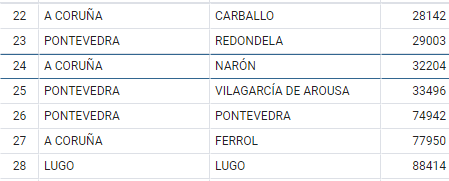 22 A CORUÑA CARBALLO 28142
23 PONTEVEDRA REDONDELA 29003
24 A CORUÑA NARÓN 32204
25 PONTEVEDRA VILAGARCÍA DE AROUSA 33496
26 PONTEVEDRA PONTEVEDRA 74942
27 A CORUÑA FERROL 77950
28 LUGO LUGO 88414